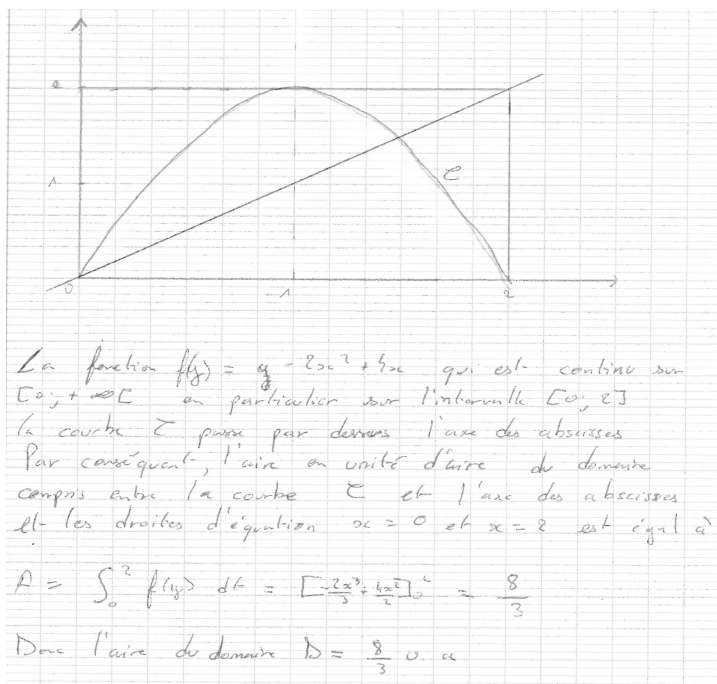 2
1
C
0
1
2
La fonction f(y) = - 2x² + 4x qui est continu sur
[0; + ∞[ en particulier sur l'intervalle [0; 2]
la courbe C passe par dessus l'axe des abscisses
Par conséquent, l'aire en unité d'aire du domaine
compris entre la courbe C et l'axe des abscisses
et les droites d'équation x = 0 et x = 2 est égal à
:
A = ∫₀² f(y) dt = [-2x³/3 + 4x²/2]₀² = 8/3
Donc l'aire du domaine D = 8/3 u. a